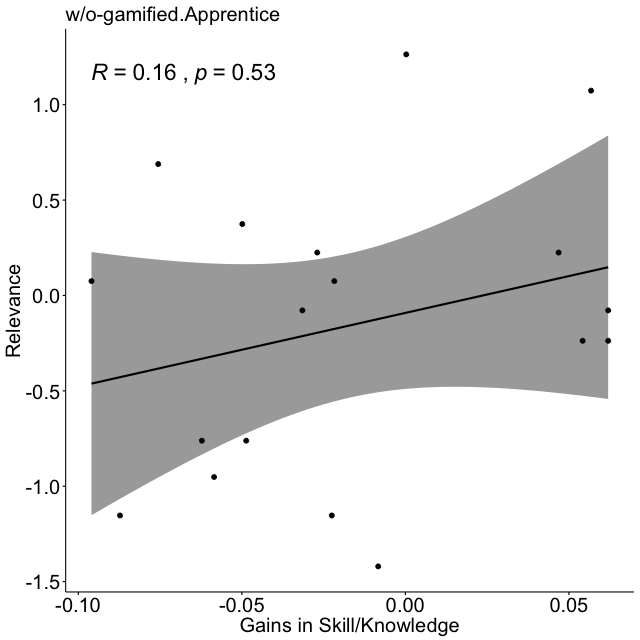 w/o-gamified.Apprentice
R = 0.16 , p = 0.53
1.0
0.5
0.0
-0.5
-1.0
-1.5
Relevance
-0.10 -0.05 0.00 0.05
Gains in Skill/Knowledge